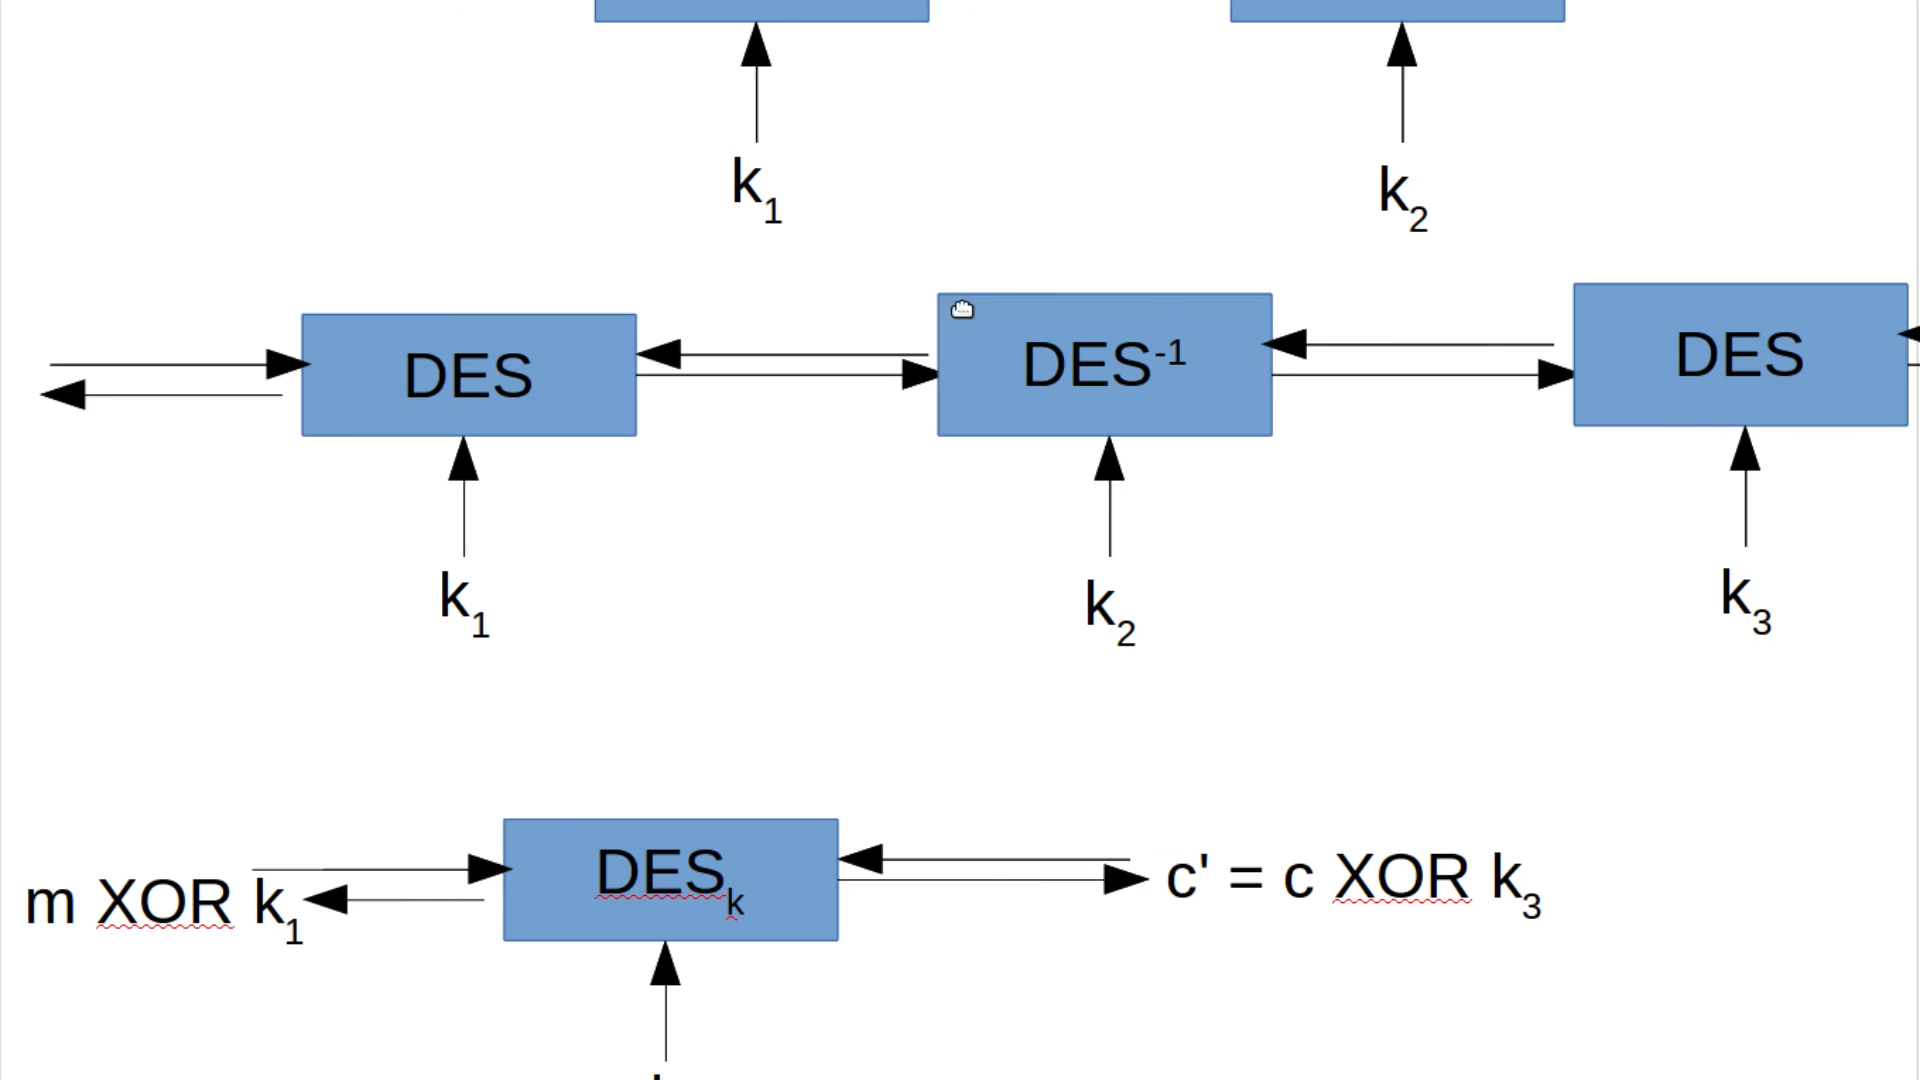 k1
k2
DES
DES-1
DES
k1
k2
k3
DESk
m XOR k1
c' = c XOR k3